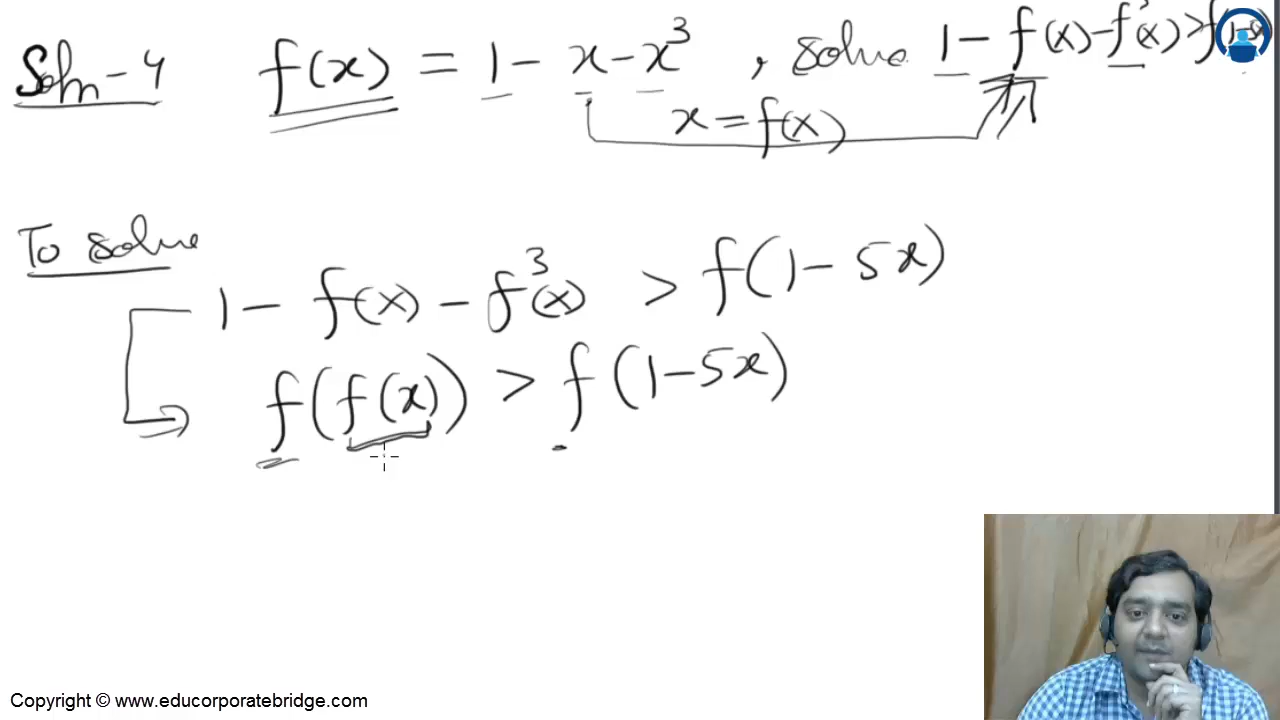 Soln - 4 f(x) = 1 - x - x³ , solve 1 - f(x) - f³(x) > f(1-5x)
x = f(x)
To solve
1 - f(x) - f³(x) > f(1 - 5x)
f(f(x)) > f(1-5x)
Copyright © www.educorporatebridge.com